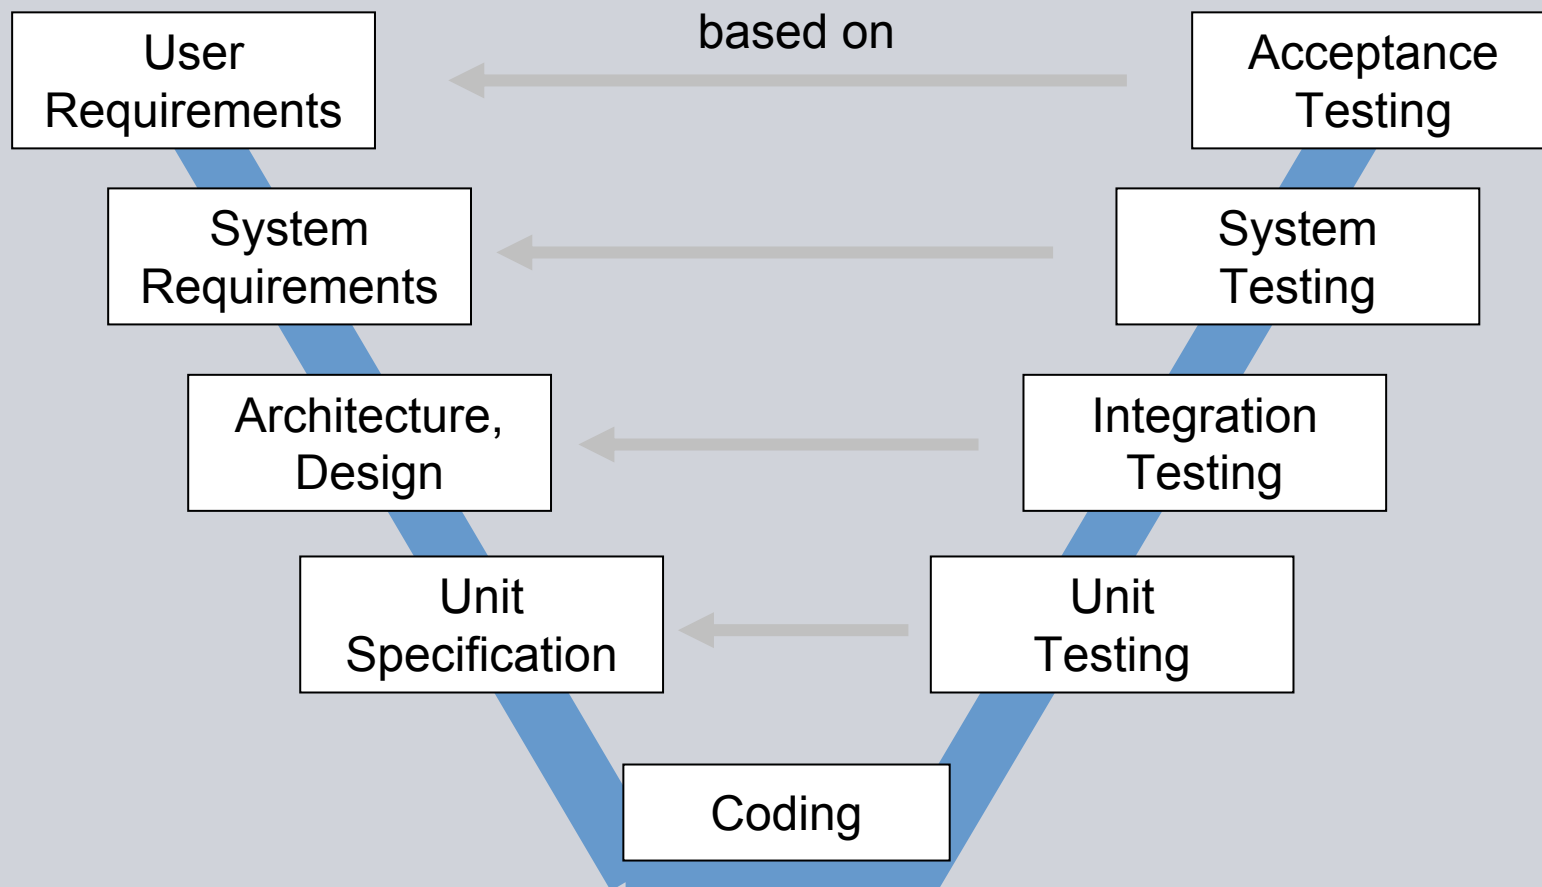 User
Requirements
based on
Acceptance
Testing
System
Requirements
System
Testing
Architecture,
Design
Integration
Testing
Unit
Specification
Unit
Testing
Coding